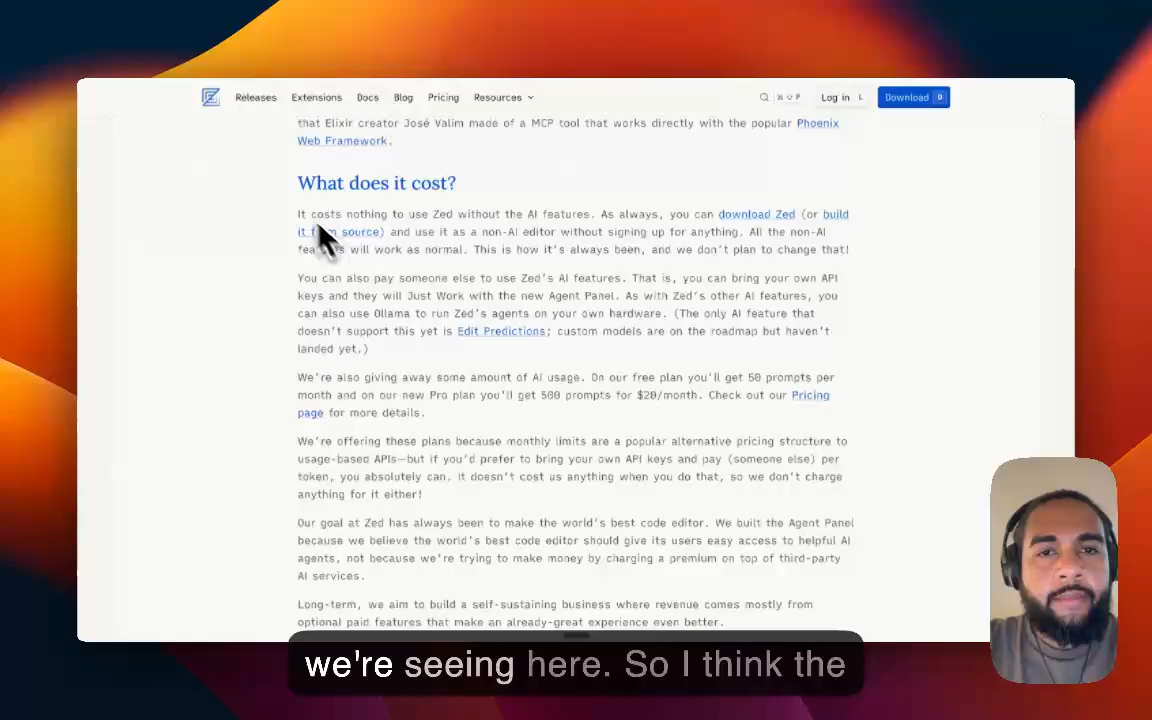 Releases Extensions Docs Blog Pricing Resources ⌘ ⇧ P Log in L Download D
that Elixir creator José Valim made of a MCP tool that works directly with the popular Phoenix
Web Framework.
What does it cost?
It costs nothing to use Zed without the AI features. As always, you can download Zed (or build
it source) and use it as a non-AI editor without signing up for anything. All the non-AI
will work as normal. This is how it's always been, and we don't plan to change that!
You can also pay someone else to use Zed's AI features. That is, you can bring your own API
keys and they will Just Work with the new Agent Panel. As with Zed's other AI features, you
can also use Ollama to run Zed's agents on your own hardware. (The only AI feature that
doesn't support this yet is Edit Predictions; custom models are on the roadmap but haven't
landed yet.)
We're also giving away some amount of AI usage. On our free plan you'll get 50 prompts per
month and on our new Pro plan you'll get 500 prompts for $20/month. Check out our Pricing
page for more details.
We're offering these plans because monthly limits are a popular alternative pricing structure to
usage-based APIs—but if you'd prefer to bring your own API keys and pay (someone else) per
token, you absolutely can. It doesn't cost us anything when you do that, so we don't charge
anything for it either!
Our goal at Zed has always been to make the world's best code editor. We built the Agent Panel
because we believe the world's best code editor should give its users easy access to helpful AI
agents, not because we're trying to make money by charging a premium on top of third-party
AI services.
Long-term, we aim to build a self-sustaining business where revenue comes mostly from
optional paid features that make an already-great experience even better.
we're seeing here. So I think the